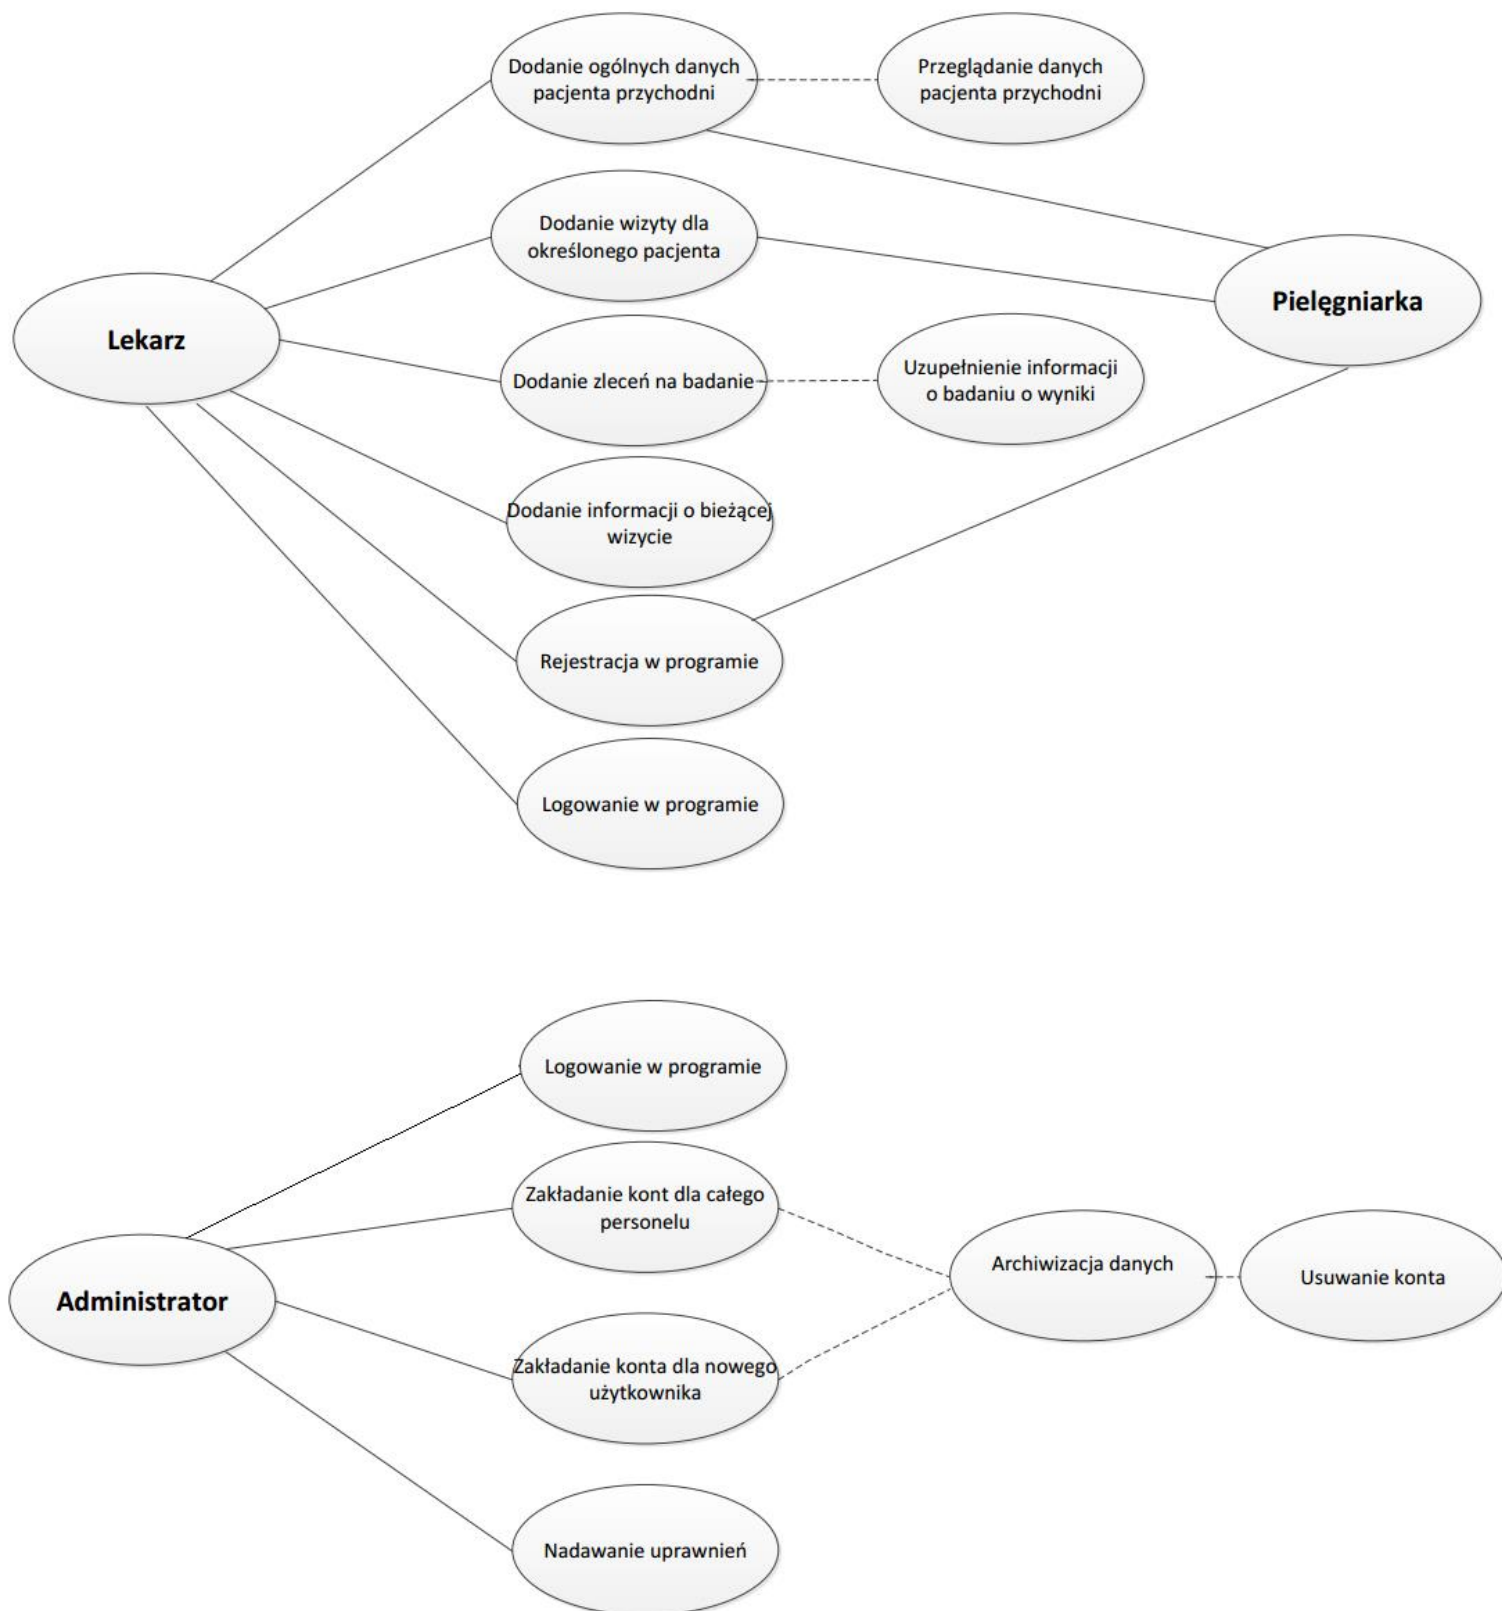 Dodanie ogólnych danych
pacjenta przychodni
Przeglądanie danych
pacjenta przychodni
Dodanie wizyty dla
określonego pacjenta
Pielęgniarka
Lekarz
Dodanie zleceń na badanie
Uzupełnienie informacji
o badaniu o wyniki
Dodanie informacji o bieżącej
wizycie
Rejestracja w programie
Logowanie w programie
Logowanie w programie
Zakładanie kont dla całego
personelu
Archiwizacja danych
Usuwanie konta
Administrator
Zakładanie konta dla nowego
użytkownika
Nadawanie uprawnień